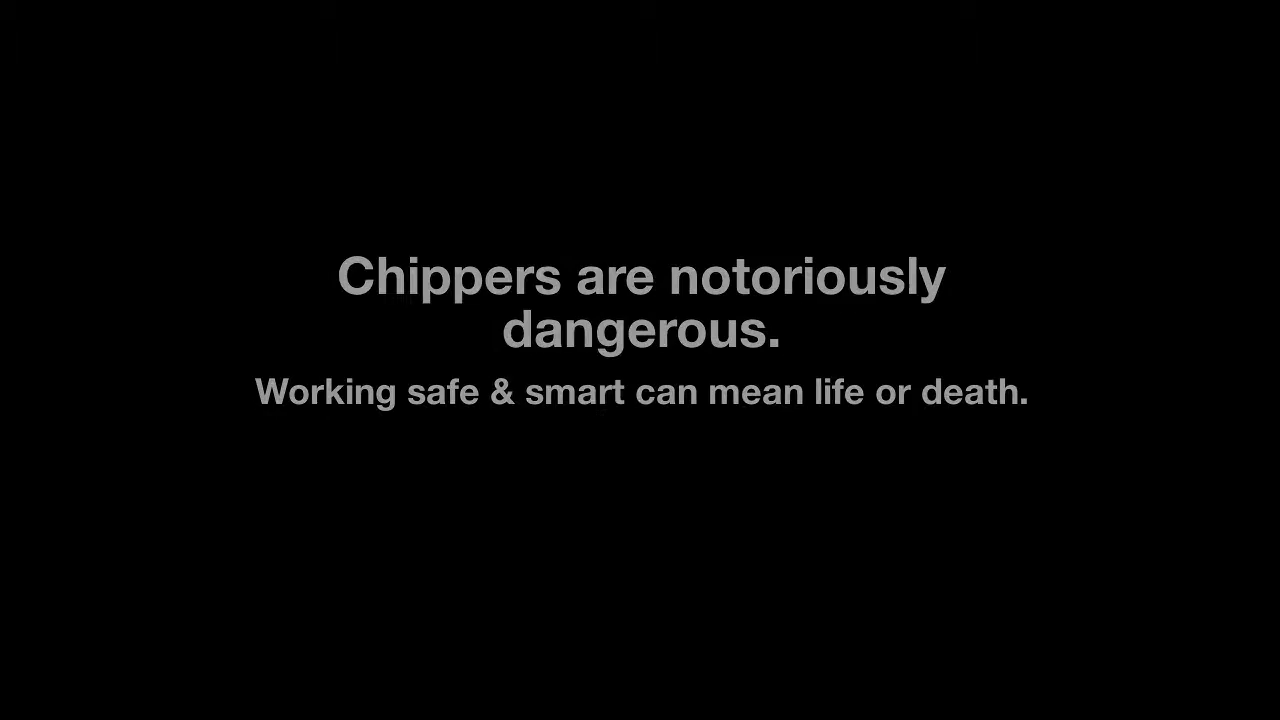 Chippers are notoriously
dangerous.
Working safe & smart can mean life or death.